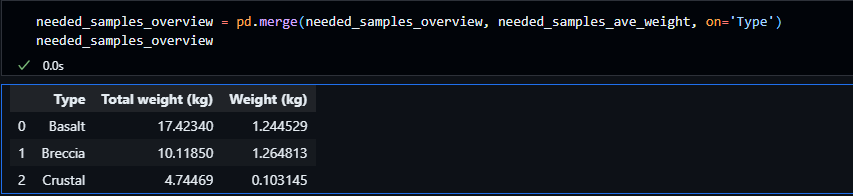 needed_samples_overview = pd.merge(needed_samples_overview, needed_samples_ave_weight, on='Type')
needed_samples_overview
✓ 0.0s
Type Total weight (kg) Weight (kg)
0 Basalt 17.42340 1.244529
1 Breccia 10.11850 1.264813
2 Crustal 4.74469 0.103145